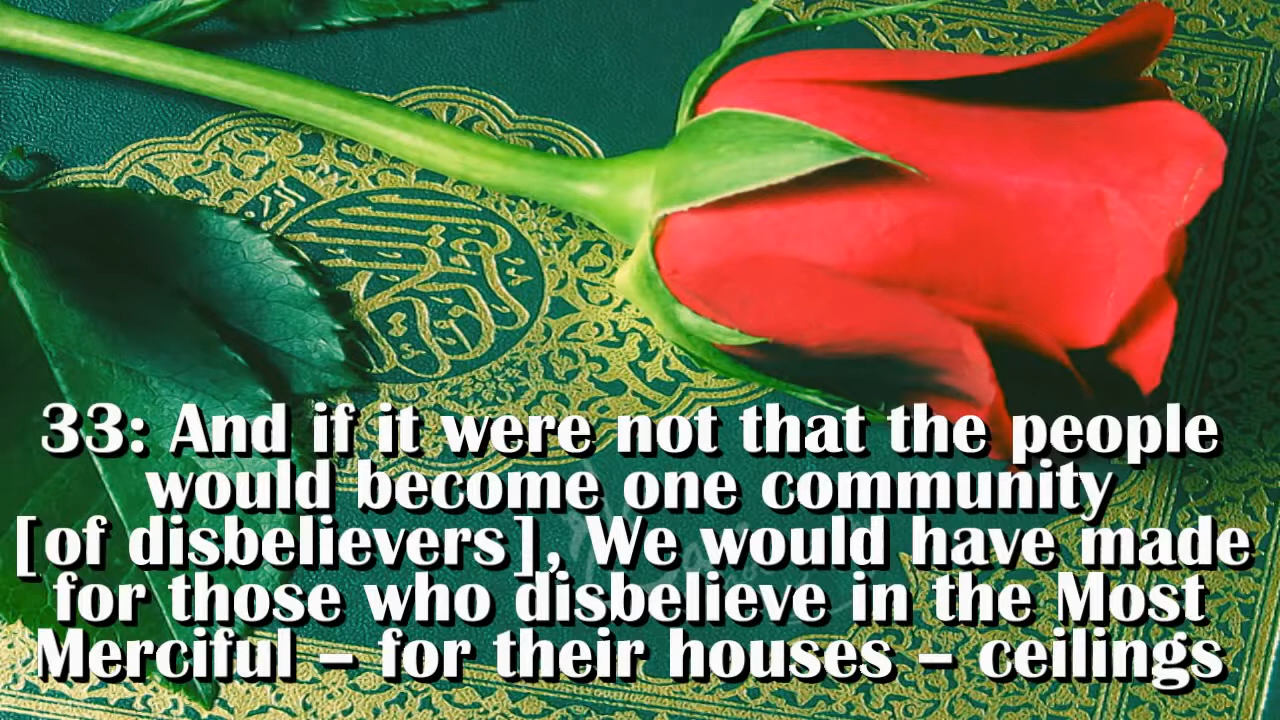 33: And if it were not that the people
would become one community
[of disbelievers], We would have made
for those who disbelieve in the Most
Merciful – for their houses – ceilings